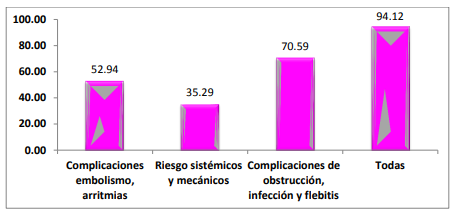 100.00
80.00
60.00
40.00
20.00
0.00
52.94
35.29
70.59
94.12
Complicaciones
embolismo,
arritmias
Riesgo sistémicos
y mecánicos
Complicaciones de
obstrucción,
infección y flebitis
Todas